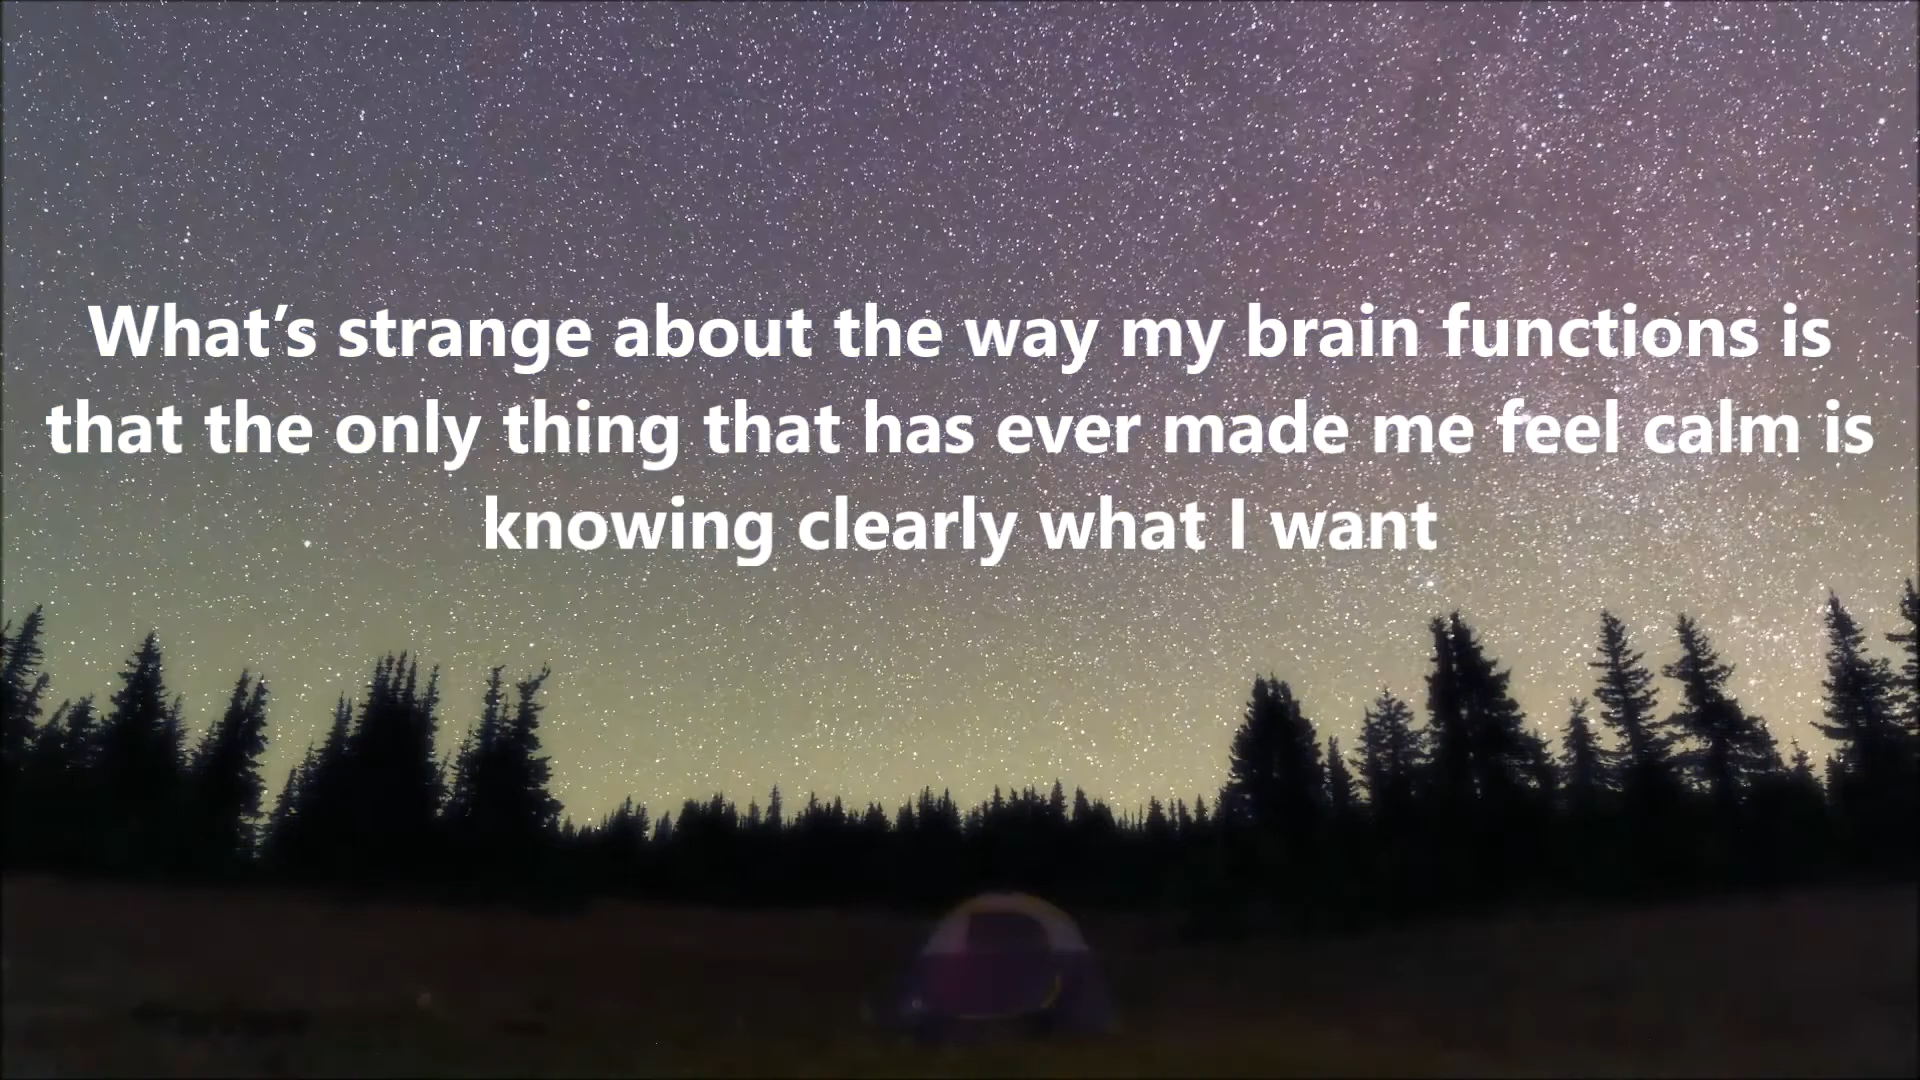 What’s strange about the way my brain functions is
that the only thing that has ever made me feel calm is
knowing clearly what I want